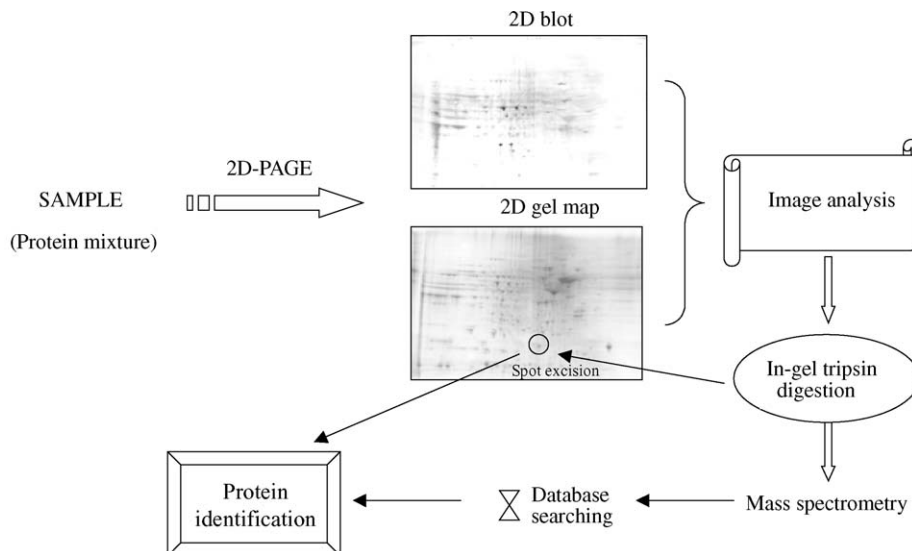 2D blot
2D-PAGE
SAMPLE
(Protein mixture)
2D gel map
Image analysis
Spot excision
In-gel tripsin
digestion
Protein
identification
Database
searching
Mass spectrometry